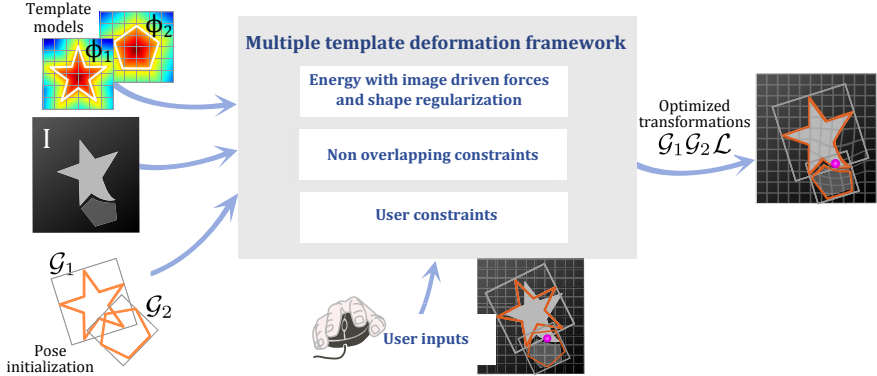 Template
models
ϕ₁
ϕ₂
I
𝒢₁
𝒢₂
Pose
initialization
Multiple template deformation framework
Energy with image driven forces
and shape regularization
Non overlapping constraints
User constraints
User inputs
Optimized
transformations
𝒢₁𝒢₂ℒ